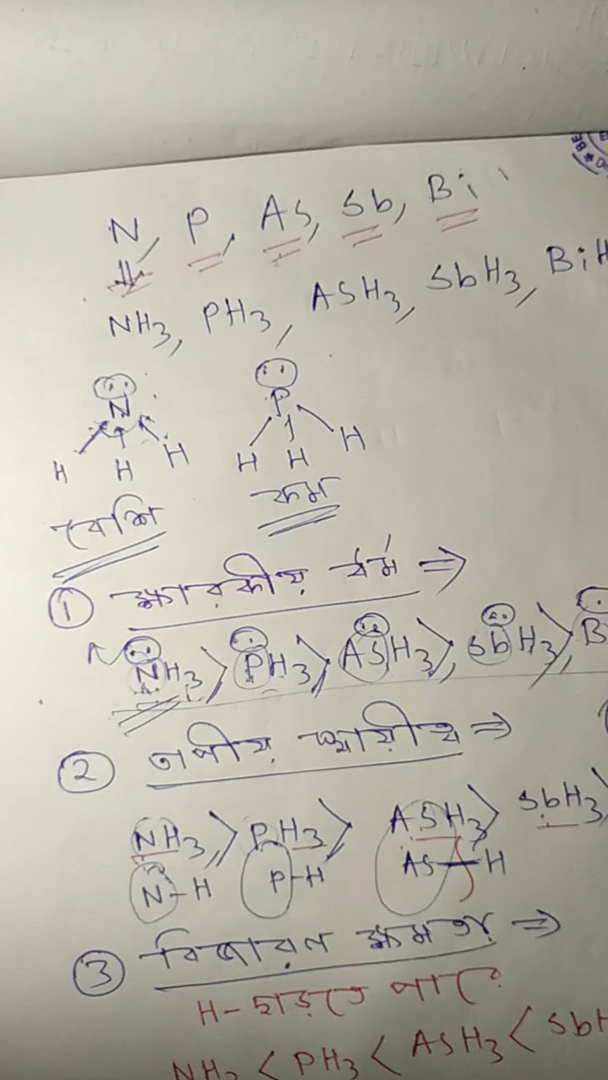 N, P, As, Sb, Bi
NH3, PH3, ASH3, SbH3, BiH
N P
H H H H H H
বেশি কম
① ক্ষারকীয় ধর্ম ⇒
NH3 > PH3 > ASH3 > SbH3 > B
② তাপীয় স্থায়ীত্ব ⇒
NH3 > PH3 > ASH3 > SbH3 >
N-H P-H AS-H
③ বিজারণ ক্ষমতা ⇒
H-ছাড়তে পারে
NH3 < PH3 < ASH3 < SbH